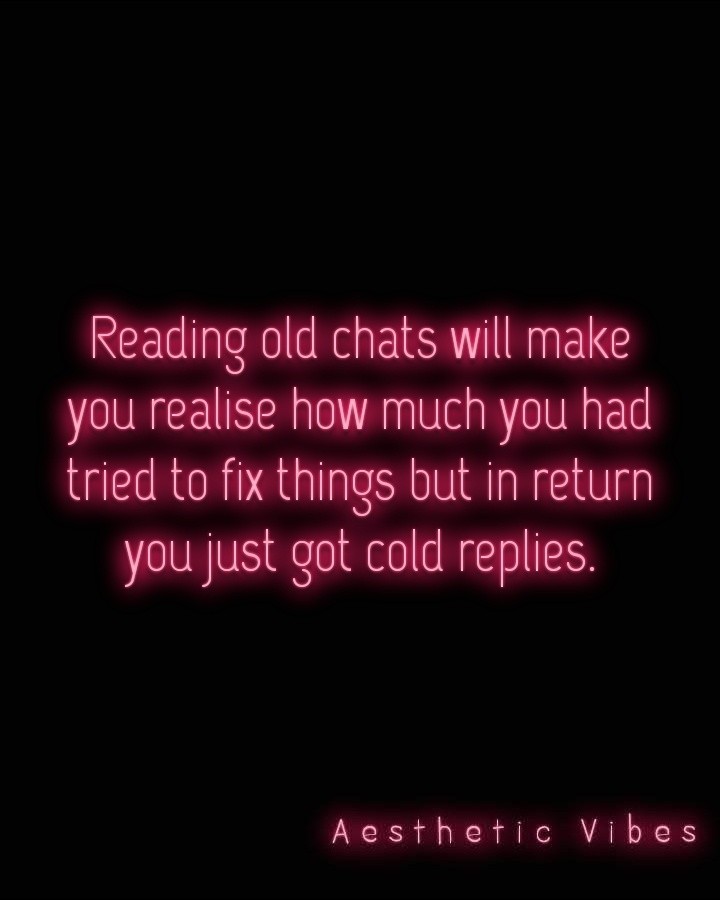 Reading old chats will make
you realise how much you had
tried to fix things but in return
you just got cold replies.
Aesthetic Vibes